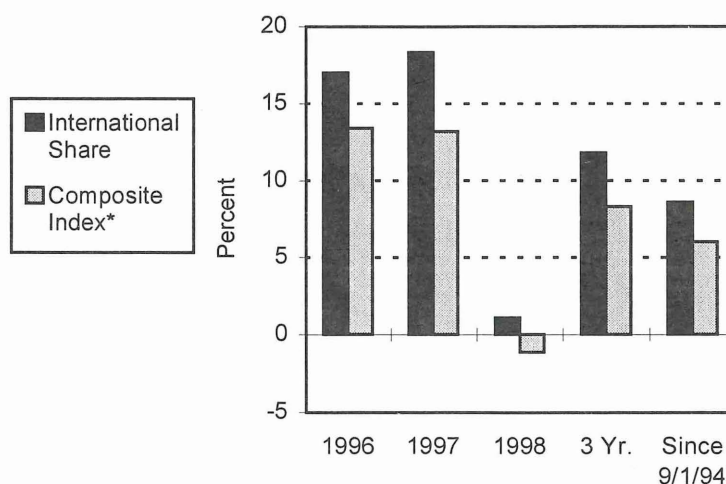 International
Share
Composite
Index*
Percent
20
15
10
5
0
-5
1996
1997
1998
3 Yr.
Since
9/1/94